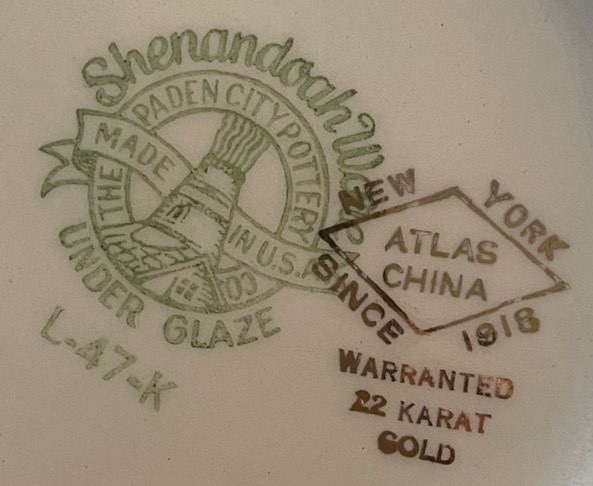 Shenandoah Ware
THE PADEN CITY POTTERY CO.
MADE IN U.S.A.
UNDER GLAZE
L-47-K
NEW YORK
ATLAS
CHINA
SINCE 1918
WARRANTED
22 KARAT
GOLD